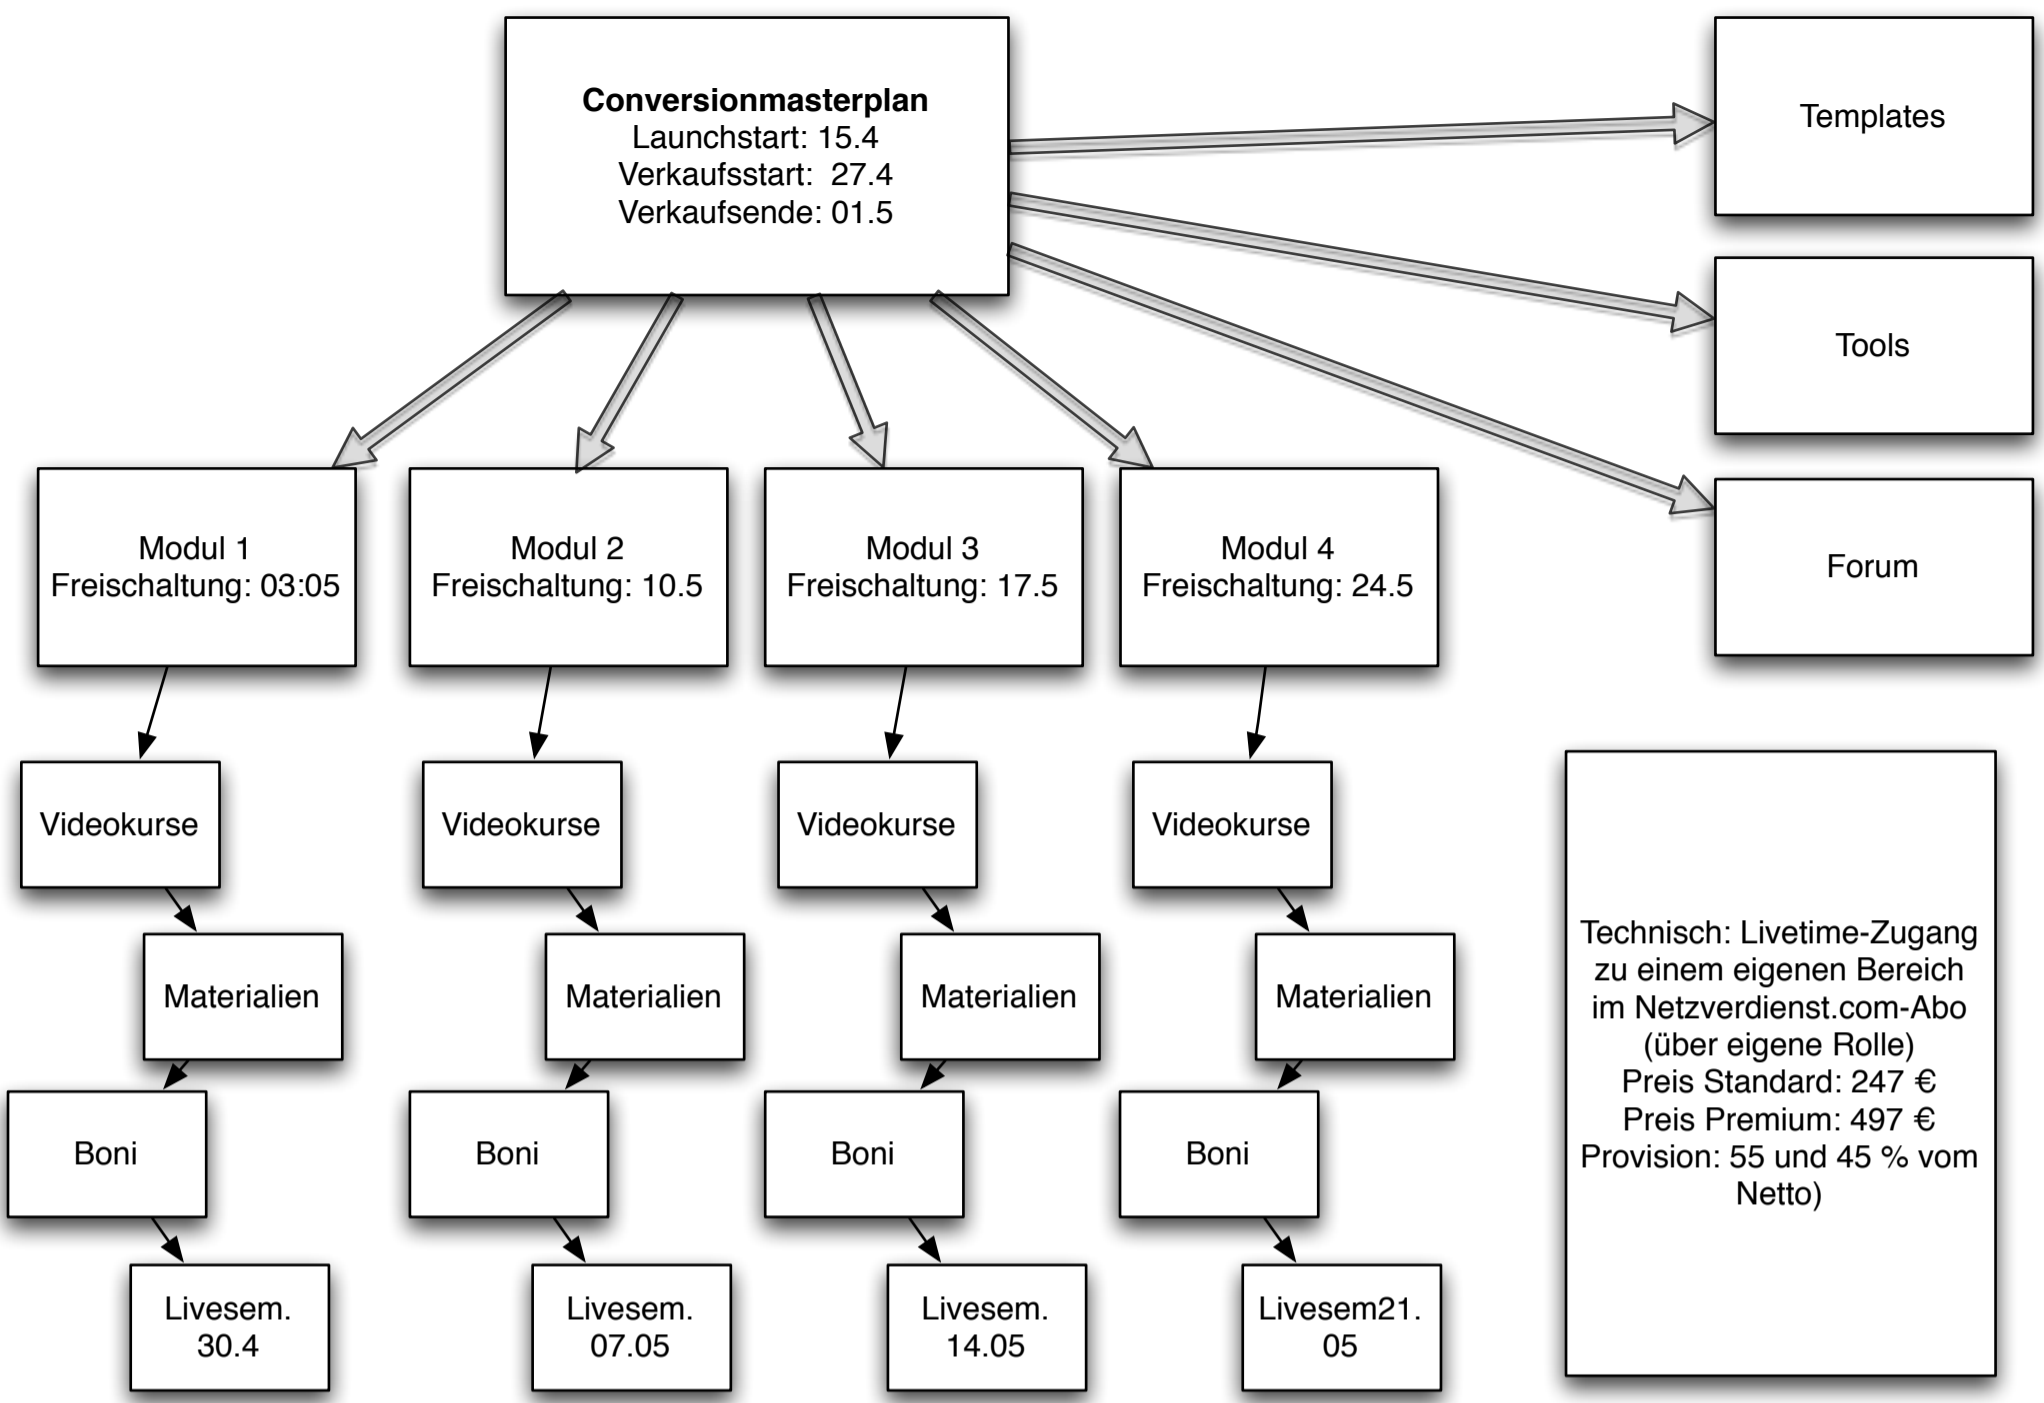 Conversionmasterplan
Launchstart: 15.4
Verkaufsstart:  27.4
Verkaufsende: 01.5
Templates
Tools
Forum
Modul 1
Freischaltung: 03:05
Modul 2
Freischaltung: 10.5
Modul 3
Freischaltung: 17.5
Modul 4
Freischaltung: 24.5
Videokurse
Videokurse
Videokurse
Videokurse
Materialien
Materialien
Materialien
Materialien
Boni
Boni
Boni
Boni
Livesem.
30.4
Livesem.
07.05
Livesem.
14.05
Livesem21.
05
Technisch: Livetime-Zugang
zu einem eigenen Bereich
im Netzverdienst.com-Abo
(über eigene Rolle)
Preis Standard: 247 €
Preis Premium: 497 €
Provision: 55 und 45 % vom
Netto)